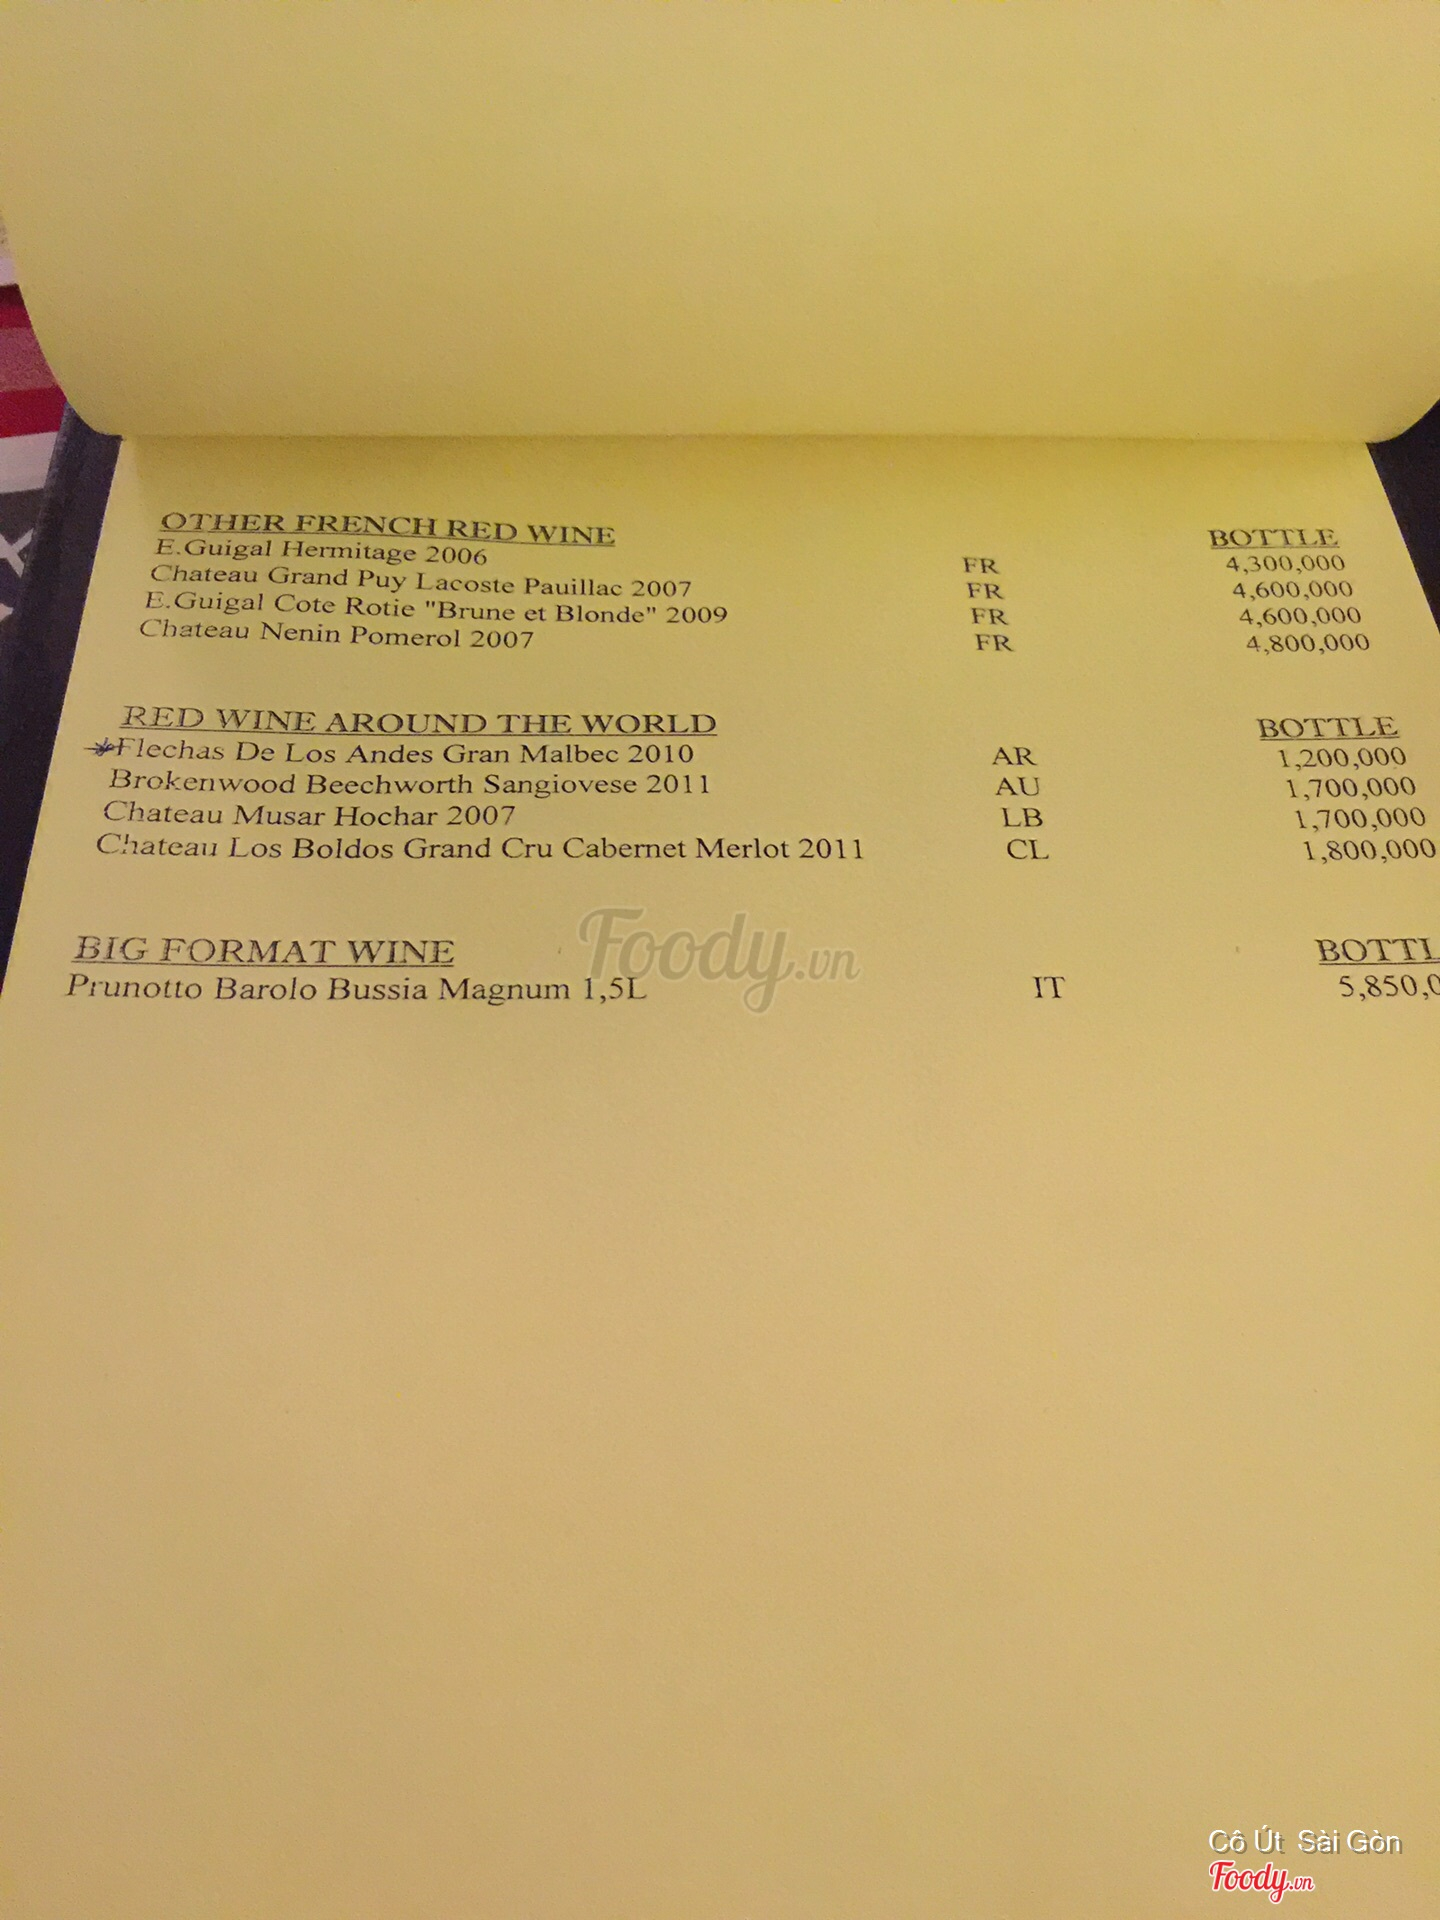 OTHER FRENCH RED WINE BOTTLE
E.Guigal Hermitage 2006 FR 4,300,000
Chateau Grand Puy Lacoste Pauillac 2007 FR 4,600,000
E.Guigal Cote Rotie "Brune et Blonde" 2009 FR 4,600,000
Chateau Nenin Pomerol 2007 FR 4,800,000
RED WINE AROUND THE WORLD BOTTLE
Flechas De Los Andes Gran Malbec 2010 AR 1,200,000
Brokenwood Beechworth Sangiovese 2011 AU 1,700,000
Chateau Musar Hochar 2007 LB 1,700,000
Chateau Los Boldos Grand Cru Cabernet Merlot 2011 CL 1,800,000
BIG FORMAT WINE BOTTL
Prunotto Barolo Bussia Magnum 1,5L IT 5,850,0
Foody.vn
Cô Út Sài Gòn
Foody.vn